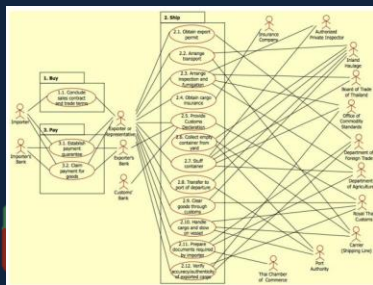 1. Buy
1.1. Conclude
sales contract
and trade terms
Importer
Exporter or
Representative
3. Pay
3.1. Establish
payment
guarantee
3.2. Claim
payment for
goods
Importer's
Bank
Exporter's
Bank
Customs'
Bank
2. Ship
2.1. Obtain export
permit
2.2. Arrange
transport
2.3. Arrange
inspection and
fumigation
2.4. Obtain cargo
insurance
2.5. Provide
Customs
Declaration
2.6. Collect empty
container from
yard
2.7. Stuff
container
2.8. Transfer to
port of departure
2.9. Clear
goods through
customs
2.10. Handle
cargo and stow
on vessel
2.11. Prepare
documents required
by importer
2.12. Verify
accuracy/authenticity
of exported cargo
Insurance
Company
Authorized
Private Inspector
Inland
Haulage
Board of Trade
of Thailand
Office of
Commodity
Standards
Department of
Foreign Trade
Department
of Agriculture
Royal Thai
Customs
Carrier
(Shipping Line)
Port
Authority
Thai Chamber
of Commerce